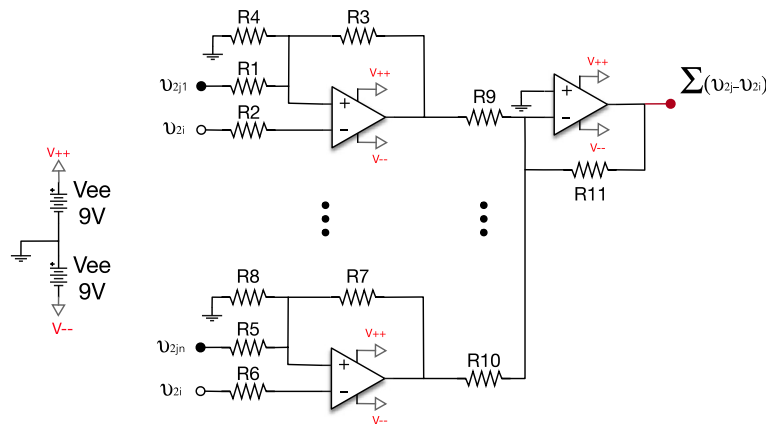 R4
R3
V++
υ2j1
R1
υ2i
R2
+
−
V--
R9
V++
+
−
V--
∑(υ2j–υ2i)
R11
V++
Vee
9V
Vee
9V
V--
R8
R7
V++
υ2jn
R5
υ2i
R6
+
−
V--
R10